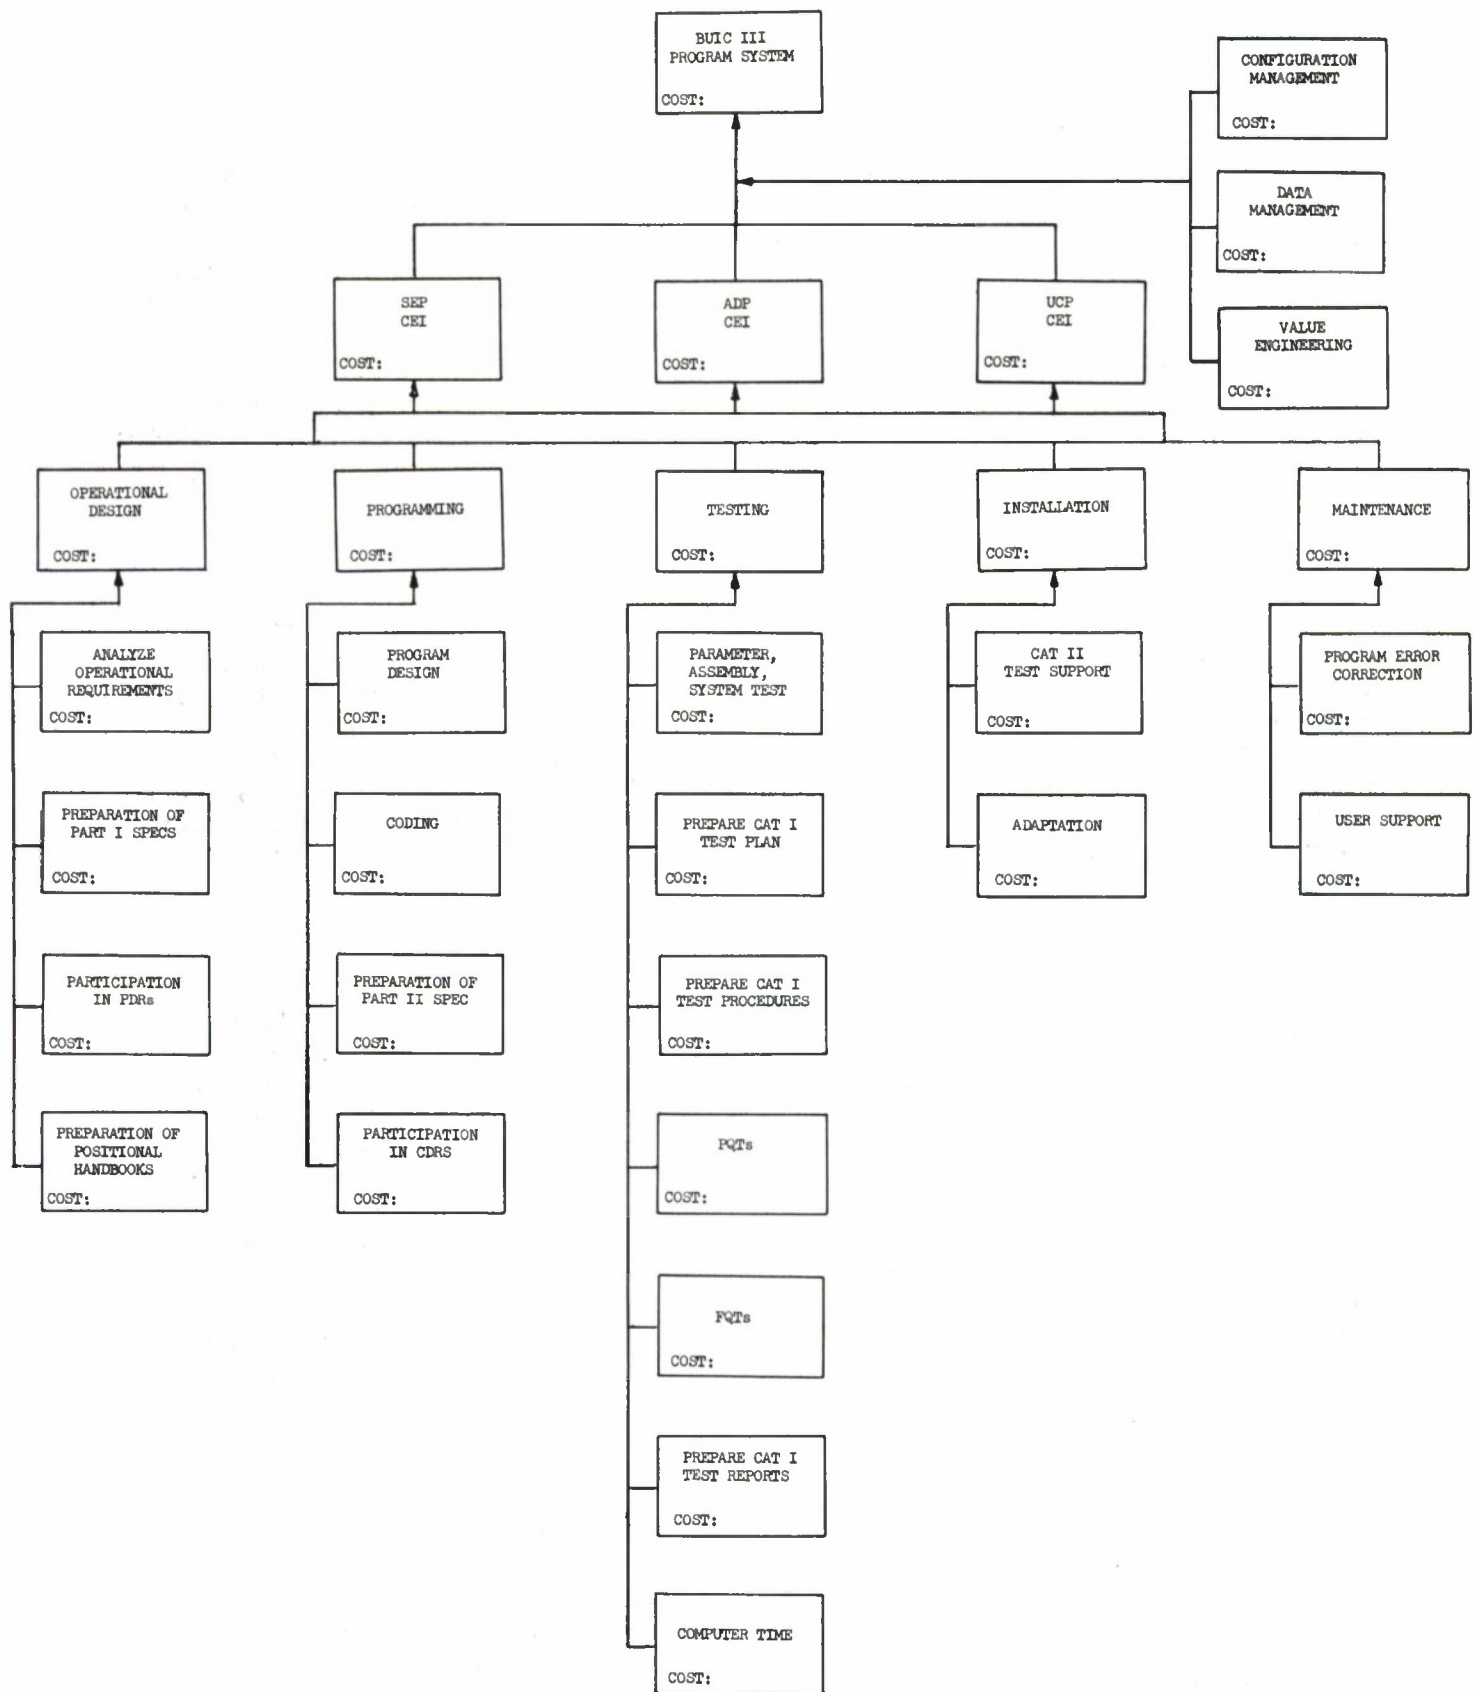 BUIC III
PROGRAM SYSTEM
COST:
CONFIGURATION
MANAGEMENT
COST:
DATA
MANAGEMENT
COST:
VALUE
ENGINEERING
COST:
SEP
CEI
COST:
ADP
CEI
COST:
UCP
CEI
COST:
OPERATIONAL
DESIGN
COST:
PROGRAMMING
COST:
TESTING
COST:
INSTALLATION
COST:
MAINTENANCE
COST:
ANALYZE
OPERATIONAL
REQUIREMENTS
COST:
PREPARATION OF
PART I SPECS
COST:
PARTICIPATION
IN PDRs
COST:
PREPARATION OF
POSITIONAL
HANDBOOKS
COST:
PROGRAM
DESIGN
COST:
CODING
COST:
PREPARATION OF
PART II SPEC
COST:
PARTICIPATION
IN CDRS
COST:
PARAMETER,
ASSEMBLY,
SYSTEM TEST
COST:
PREPARE CAT I
TEST PLAN
COST:
PREPARE CAT I
TEST PROCEDURES
COST:
PQTs
COST:
FQTs
COST:
PREPARE CAT I
TEST REPORTS
COST:
COMPUTER TIME
COST:
CAT II
TEST SUPPORT
COST:
ADAPTATION
COST:
PROGRAM ERROR
CORRECTION
COST:
USER SUPPORT
COST: